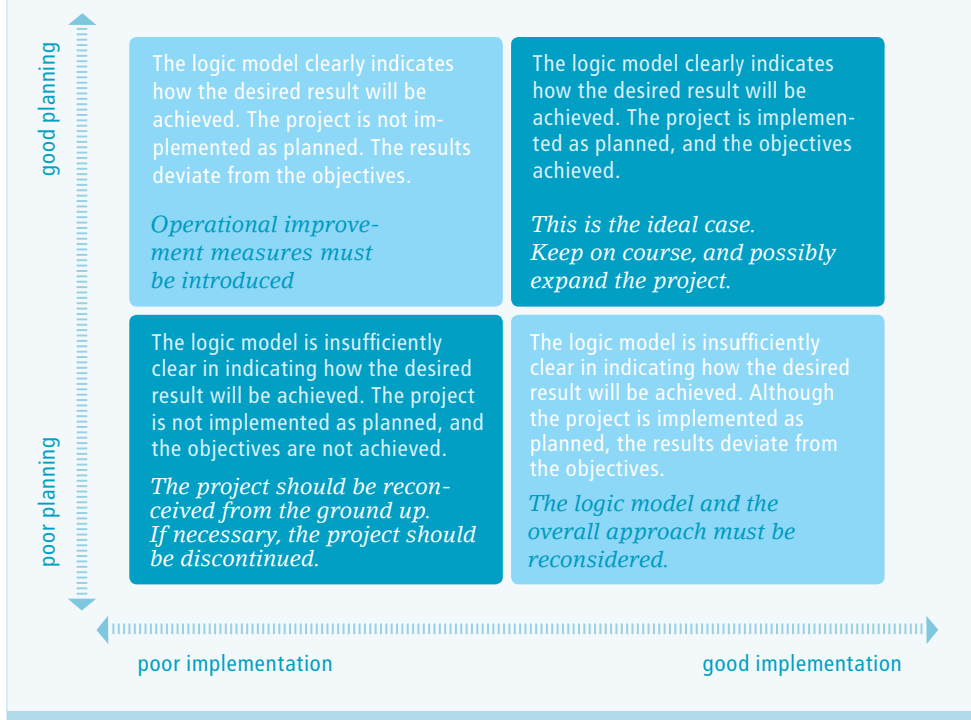 good planning
The logic model clearly indicates
how the desired result will be
achieved. The project is not im-
plemented as planned. The results
deviate from the objectives.
Operational improve-
ment measures must
be introduced
The logic model clearly indicates
how the desired result will be
achieved. The project is implemen-
ted as planned, and the objectives
achieved.
This is the ideal case.
Keep on course, and possibly
expand the project.
poor planning
The logic model is insufficiently
clear in indicating how the desired
result will be achieved. The project
is not implemented as planned, and
the objectives are not achieved.
The project should be recon-
ceived from the ground up.
If necessary, the project should
be discontinued.
The logic model is insufficiently
clear in indicating how the desired
result will be achieved. Although
the project is implemented as
planned, the results deviate from
the objectives.
The logic model and the
overall approach must be
reconsidered.
poor implementation
good implementation